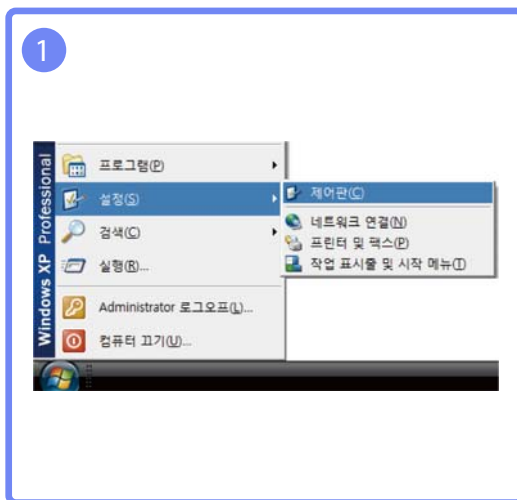 1
Windows XP Professional
프로그램(P)
설정(S)
검색(C)
실행(R)...
Administrator 로그오프(L)...
컴퓨터 끄기(U)...
제어판(C)
네트워크 연결(N)
프린터 및 팩스(P)
작업 표시줄 및 시작 메뉴(T)